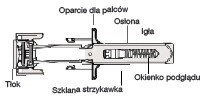 Oparcie dla palców
Osłona
Igła
Okienko podglądu
Tłok
Szklana strzykawka